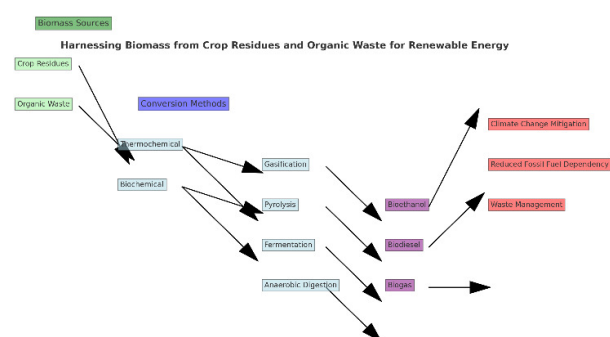 Biomass Sources
Harnessing Biomass from Crop Residues and Organic Waste for Renewable Energy
Crop Residues
Organic Waste
Conversion Methods
Thermochemical
Biochemical
Gasification
Pyrolysis
Fermentation
Anaerobic Digestion
Bioethanol
Biodiesel
Biogas
Climate Change Mitigation
Reduced Fossil Fuel Dependency
Waste Management